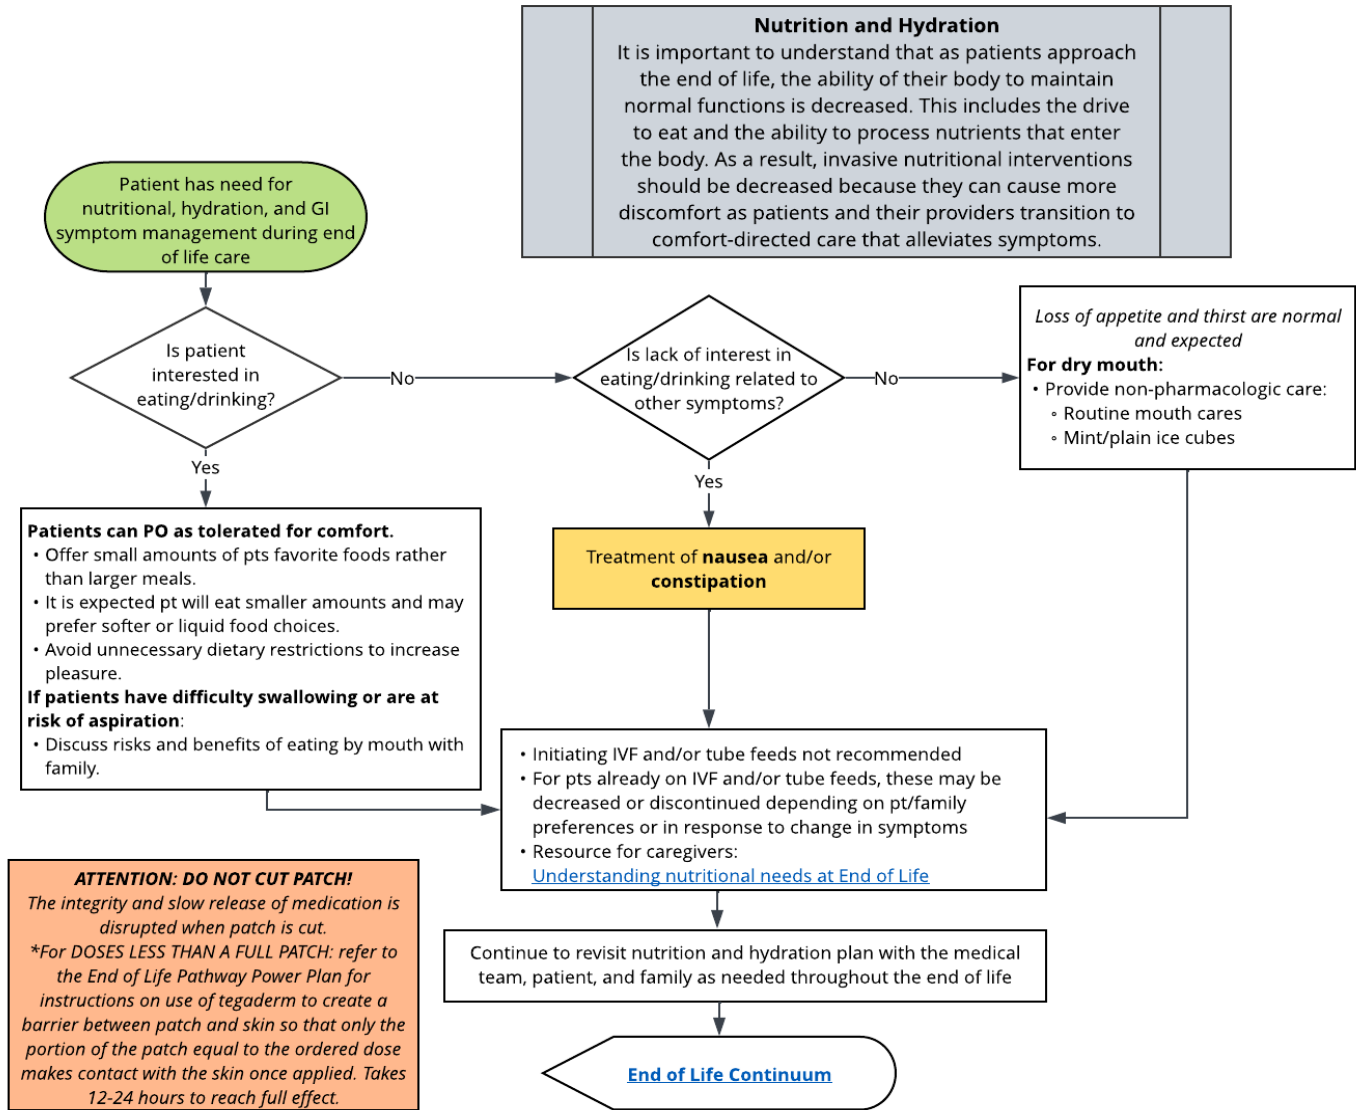 Nutrition and Hydration
It is important to understand that as patients approach
the end of life, the ability of their body to maintain
normal functions is decreased. This includes the drive
to eat and the ability to process nutrients that enter
the body. As a result, invasive nutritional interventions
should be decreased because they can cause more
discomfort as patients and their providers transition to
comfort-directed care that alleviates symptoms.
Patient has need for
nutritional, hydration, and GI
symptom management during end
of life care
Is patient
interested in
eating/drinking?
No
Is lack of interest in
eating/drinking related to
other symptoms?
No
Loss of appetite and thirst are normal
and expected
For dry mouth:
• Provide non-pharmacologic care:
◦ Routine mouth cares
◦ Mint/plain ice cubes
Yes
Yes
Patients can PO as tolerated for comfort.
• Offer small amounts of pts favorite foods rather
than larger meals.
• It is expected pt will eat smaller amounts and may
prefer softer or liquid food choices.
• Avoid unnecessary dietary restrictions to increase
pleasure.
If patients have difficulty swallowing or are at
risk of aspiration:
• Discuss risks and benefits of eating by mouth with
family.
Treatment of nausea and/or
constipation
• Initiating IVF and/or tube feeds not recommended
• For pts already on IVF and/or tube feeds, these may be
decreased or discontinued depending on pt/family
preferences or in response to change in symptoms
• Resource for caregivers:
Understanding nutritional needs at End of Life
ATTENTION: DO NOT CUT PATCH!
The integrity and slow release of medication is
disrupted when patch is cut.
*For DOSES LESS THAN A FULL PATCH: refer to
the End of Life Pathway Power Plan for
instructions on use of tegaderm to create a
barrier between patch and skin so that only the
portion of the patch equal to the ordered dose
makes contact with the skin once applied. Takes
12-24 hours to reach full effect.
Continue to revisit nutrition and hydration plan with the medical
team, patient, and family as needed throughout the end of life
End of Life Continuum